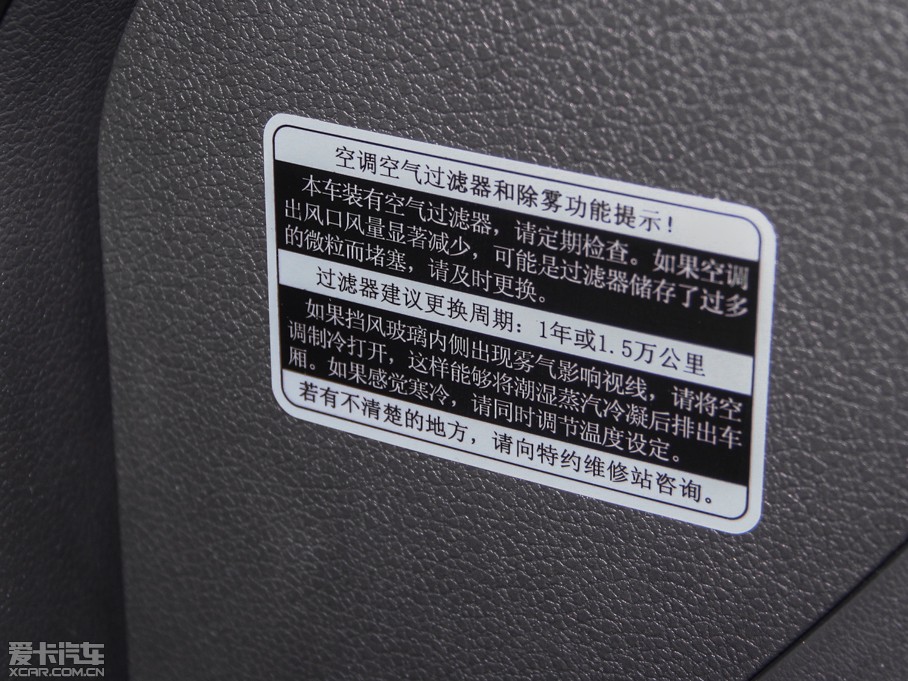 空调空气过滤器和除雾功能提示！
本车装有空气过滤器，请定期检查。如果空调
出风口风量显著减少，可能是过滤器储存了过多
的微粒而堵塞，请及时更换。
过滤器建议更换周期：1年或1.5万公里
如果挡风玻璃内侧出现雾气影响视线，请将空
调制冷打开，这样能够将潮湿蒸汽冷凝后排出车
厢。如果感觉寒冷，请同时调节温度设定。
若有不清楚的地方，请向特约维修站咨询。
爱卡汽车
XCAR.COM.CN